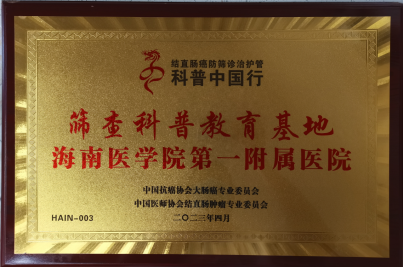 结直肠癌防筛诊治护管
科普中国行
筛查科普教育基地
海南医学院第一附属医院
中国抗癌协会大肠癌专业委员会
中国医师协会结直肠肿瘤专业委员会
HAIN-003
二〇二三年四月